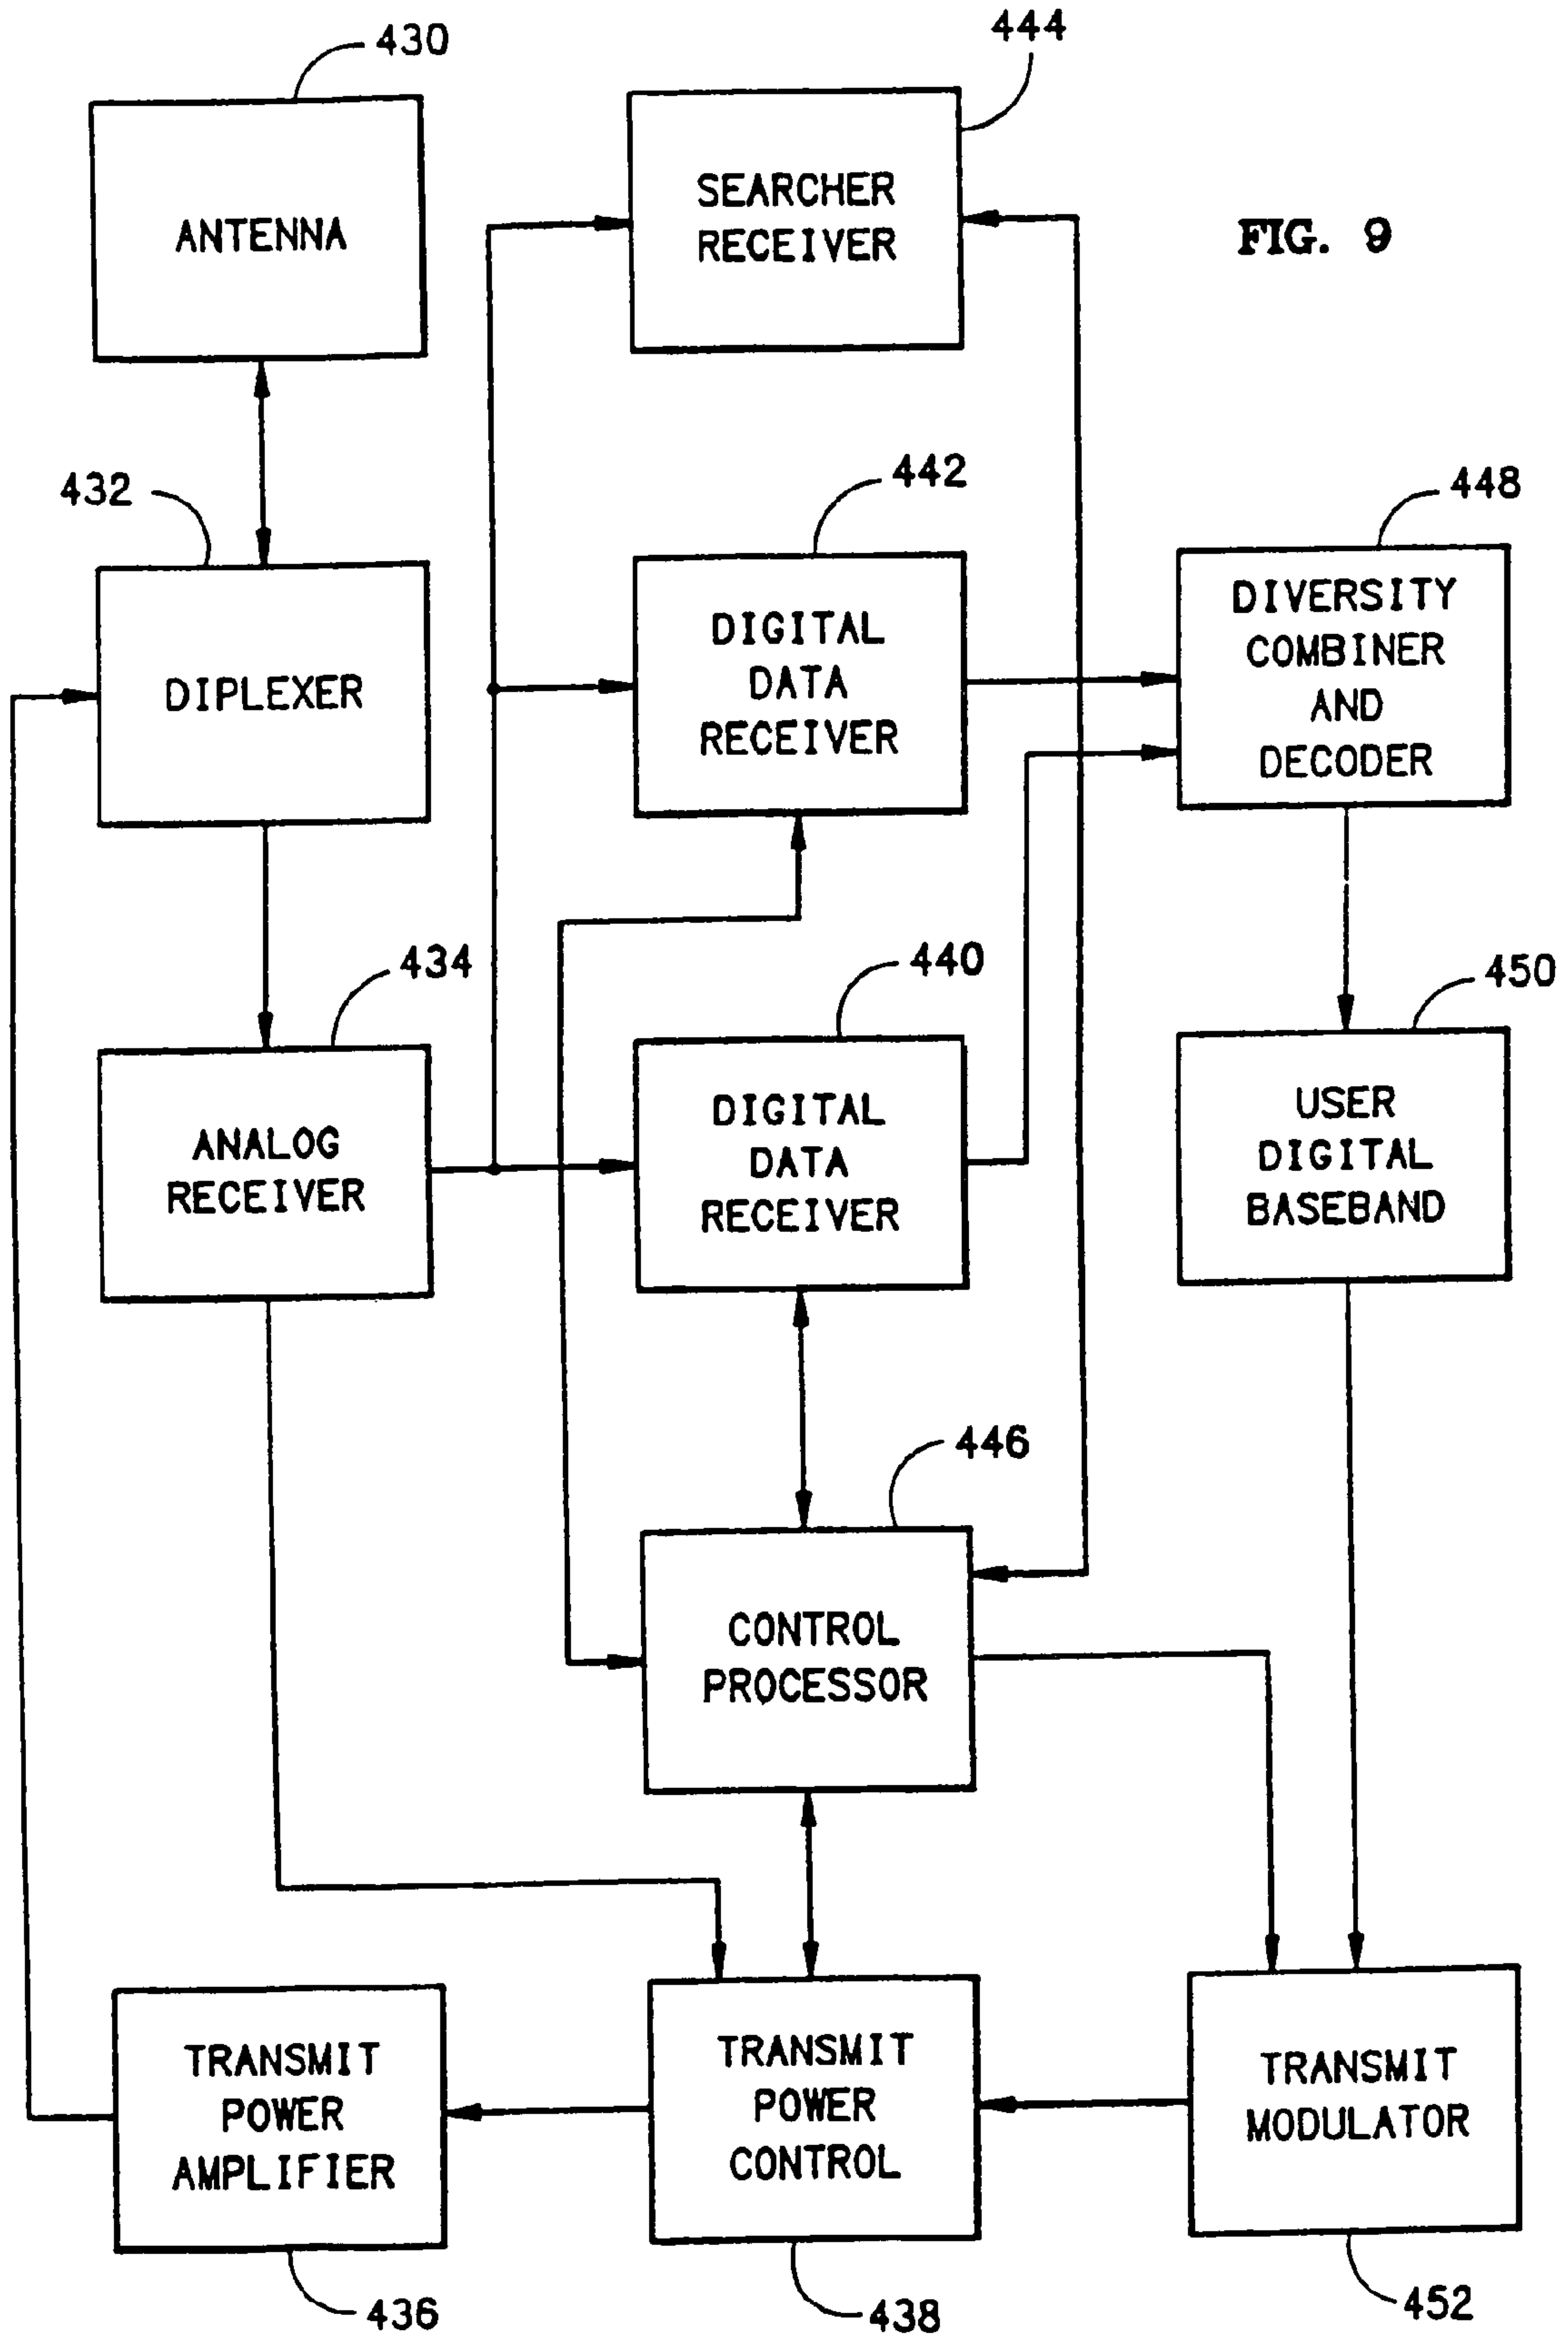 430
ANTENNA
444
SEARCHER
RECEIVER
FIG. 9
432
DIPLEXER
442
DIGITAL
DATA
RECEIVER
448
DIVERSITY
COMBINER
AND
DECODER
434
ANALOG
RECEIVER
440
DIGITAL
DATA
RECEIVER
450
USER
DIGITAL
BASEBAND
446
CONTROL
PROCESSOR
TRANSMIT
POWER
AMPLIFIER
436
TRANSMIT
POWER
CONTROL
438
TRANSMIT
MODULATOR
452